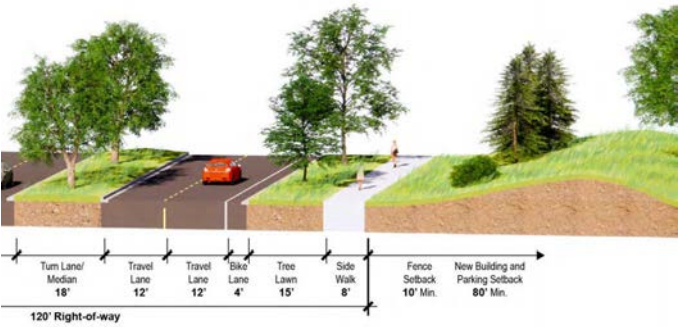 Turn Lane/
Median
18'
Travel
Lane
12'
Travel
Lane
12'
Bike
Lane
4'
Tree
Lawn
15'
Side
Walk
8'
Fence
Setback
10' Min.
New Building and
Parking Setback
80' Min.
120' Right-of-way